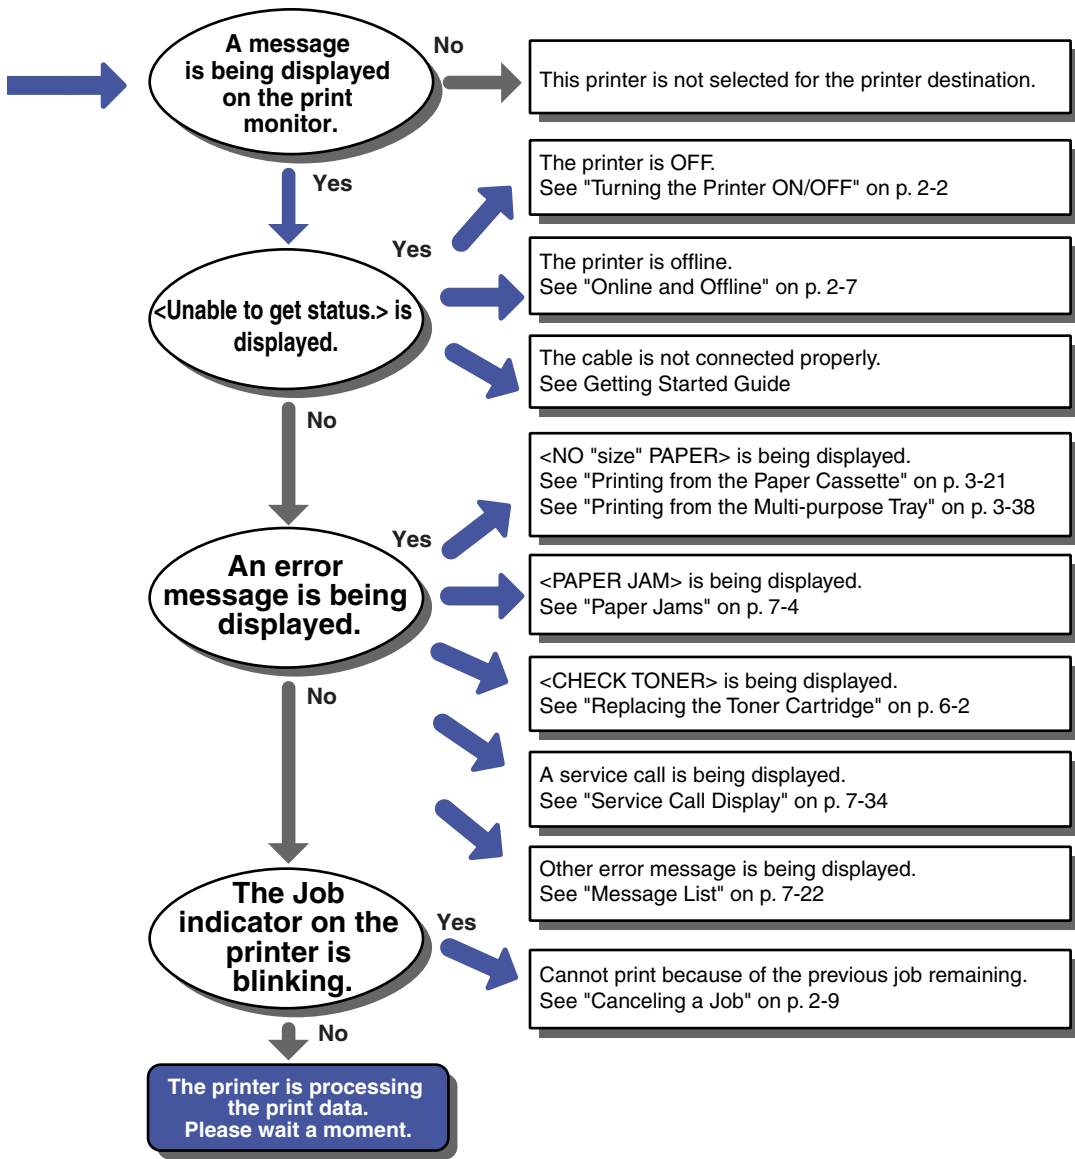 A message
is being displayed
on the print
monitor.
No
This printer is not selected for the printer destination.
Yes
The printer is OFF.
See "Turning the Printer ON/OFF" on p. 2-2
Yes
<Unable to get status.> is
displayed.
The printer is offline.
See "Online and Offline" on p. 2-7
The cable is not connected properly.
See Getting Started Guide
No
<NO "size" PAPER> is being displayed.
See "Printing from the Paper Cassette" on p. 3-21
See "Printing from the Multi-purpose Tray" on p. 3-38
Yes
An error
message is being
displayed.
<PAPER JAM> is being displayed.
See "Paper Jams" on p. 7-4
<CHECK TONER> is being displayed.
See "Replacing the Toner Cartridge" on p. 6-2
No
A service call is being displayed.
See "Service Call Display" on p. 7-34
Other error message is being displayed.
See "Message List" on p. 7-22
The Job
indicator on the
printer is
blinking.
Yes
Cannot print because of the previous job remaining.
See "Canceling a Job" on p. 2-9
No
The printer is processing
the print data.
Please wait a moment.